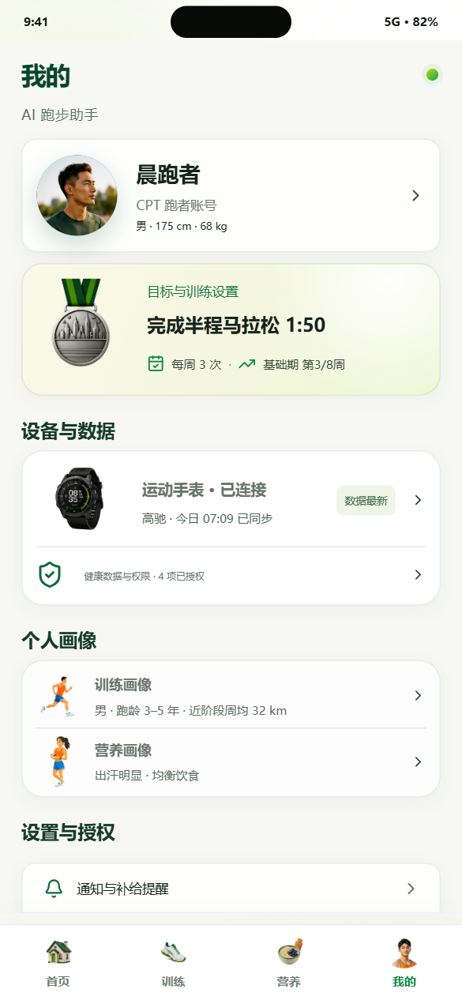 9:41
5G • 82%
我的
AI 跑步助手
晨跑者
CPT 跑者账号
男 · 175 cm · 68 kg
目标与训练设置
完成半程马拉松 1:50
每周 3 次 · 基础期 第3/8周
设备与数据
运动手表 • 已连接
高驰 · 今日 07:09 已同步
数据最新
健康数据与权限 · 4 项已授权
个人画像
训练画像
男 · 跑龄 3–5 年 · 近阶段周均 32 km
营养画像
出汗明显 · 均衡饮食
设置与授权
通知与补给提醒
首页
训练
营养
我的